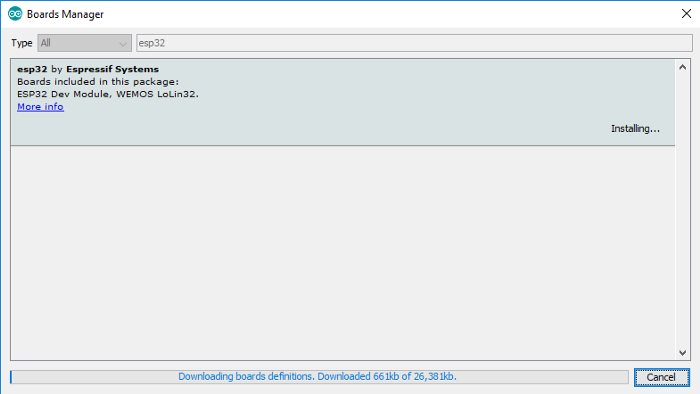 Boards Manager
Type All esp32
esp32 by Espressif Systems
Boards included in this package:
ESP32 Dev Module, WEMOS LoLin32.
More info
Installing...
Downloading boards definitions. Downloaded 661kb of 26,381kb.
Cancel